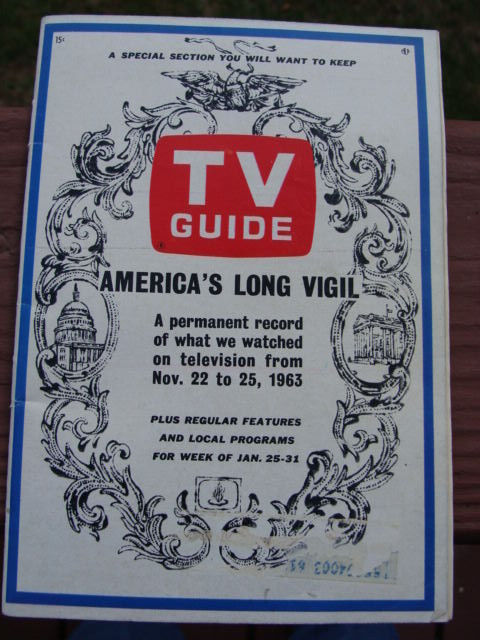 15¢
A SPECIAL SECTION YOU WILL WANT TO KEEP
TV
GUIDE
AMERICA'S LONG VIGIL
A permanent record
of what we watched
on television from
Nov. 22 to 25, 1963
PLUS REGULAR FEATURES
AND LOCAL PROGRAMS
FOR WEEK OF JAN. 25-31